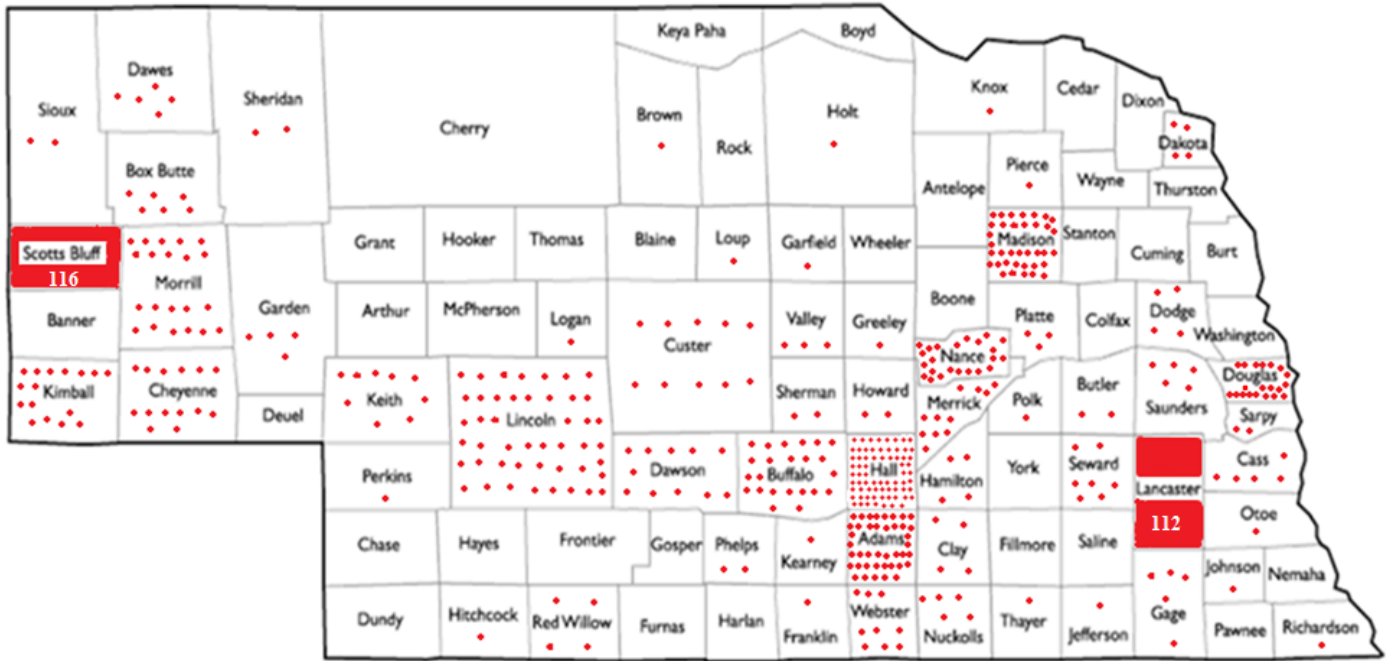 Keya Paha Boyd
Dawes
Sioux Sheridan Cherry Brown Rock Holt Knox Cedar Dixon
Dakota
Box Butte Antelope Pierce Wayne Thurston
Scotts Bluff
116
Grant Hooker Thomas Blaine Loup Garfield Wheeler Madison Stanton Cuming Burt
Morrill
Banner Garden Arthur McPherson Logan Custer Valley Greeley Boone Platte Colfax Dodge Washington
Nance
Kimball Cheyenne Deuel Keith Lincoln Sherman Howard Merrick Polk Butler Saunders Douglas
Sarpy
Perkins Dawson Buffalo Hall Hamilton York Seward Lancaster Cass
112
Otoe
Chase Hayes Frontier Gosper Phelps Kearney Adams Clay Fillmore Saline
Johnson Nemaha
Dundy Hitchcock Red Willow Furnas Harlan Franklin Webster Nuckolls Thayer Jefferson Gage Pawnee Richardson